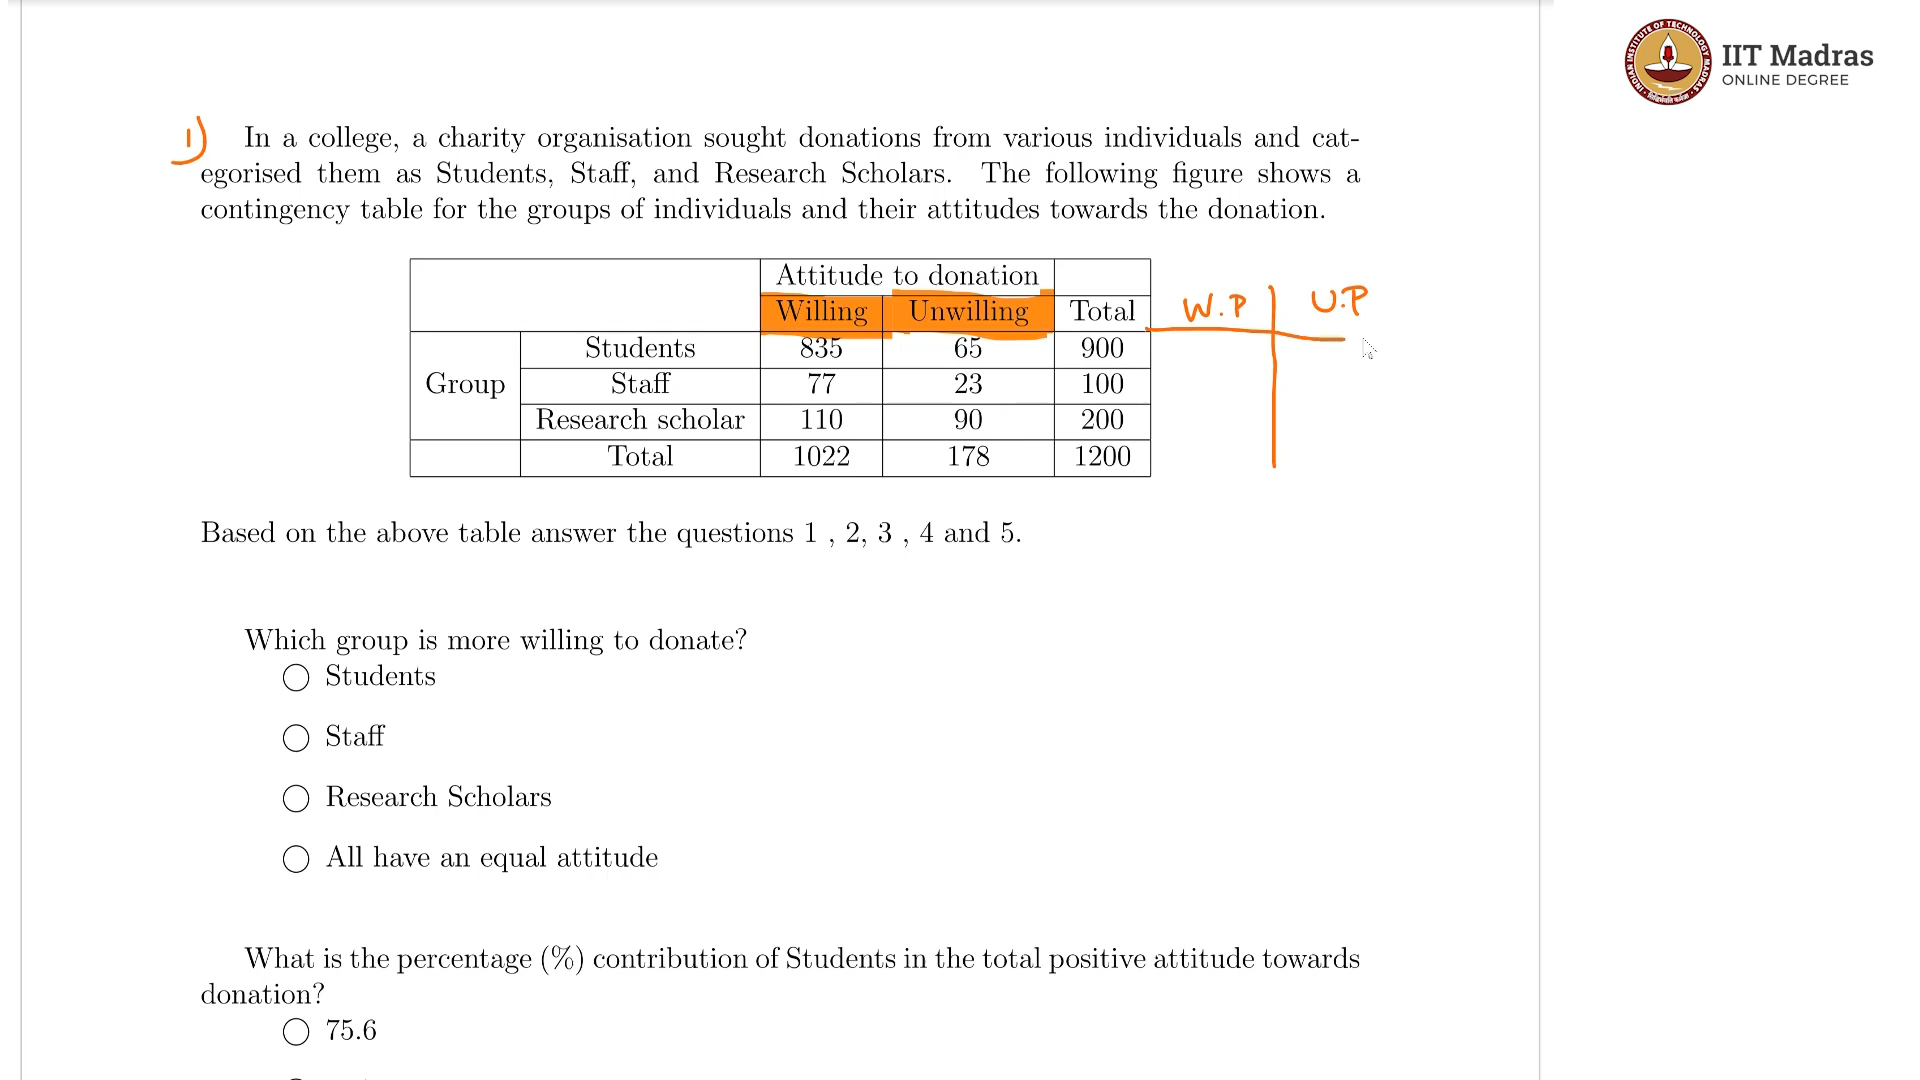 IIT Madras
ONLINE DEGREE
1) In a college, a charity organisation sought donations from various individuals and cat-
egorised them as Students, Staff, and Research Scholars. The following figure shows a
contingency table for the groups of individuals and their attitudes towards the donation.
Attitude to donation
Willing Unwilling Total W.P U.P
Students 835 65 900
Group Staff 77 23 100
Research scholar 110 90 200
Total 1022 178 1200
Based on the above table answer the questions 1 , 2, 3 , 4 and 5.
Which group is more willing to donate?
Students
Staff
Research Scholars
All have an equal attitude
What is the percentage (%) contribution of Students in the total positive attitude towards
donation?
75.6